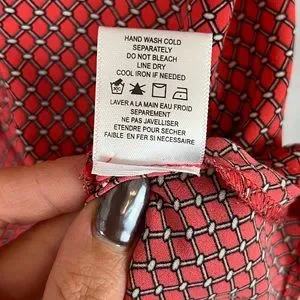 HAND WASH COLD
SEPARATELY
DO NOT BLEACH
LINE DRY
COOL IRON IF NEEDED
LAVER A LA MAIN EAU FROID
SEPAREMENT
NE PAS JAVELLISER
ETENDRE POUR SECHER
FAIBLE EN FER SI NECESSAIRE